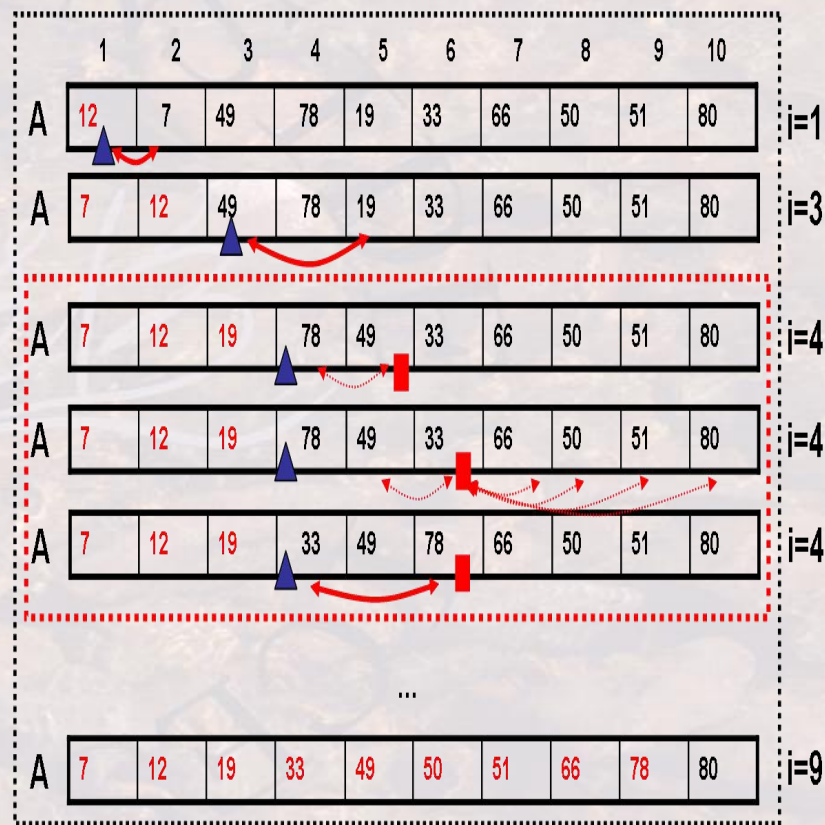 1 2 3 4 5 6 7 8 9 10
A 12 7 49 78 19 33 66 50 51 80 i=1
A 7 12 49 78 19 33 66 50 51 80 i=3
A 7 12 19 78 49 33 66 50 51 80 i=4
A 7 12 19 78 49 33 66 50 51 80 i=4
A 7 12 19 33 49 78 66 50 51 80 i=4
...
A 7 12 19 33 49 50 51 66 78 80 i=9